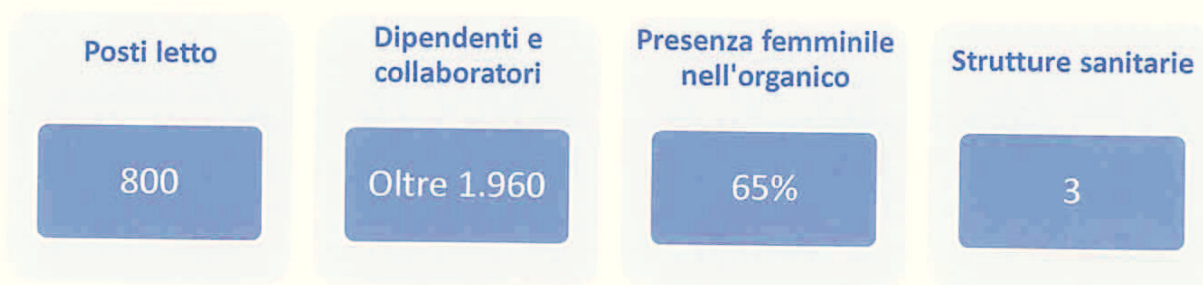 Posti letto
800
Dipendenti e
collaboratori
Oltre 1.960
Presenza femminile
nell'organico
65%
Strutture sanitarie
3